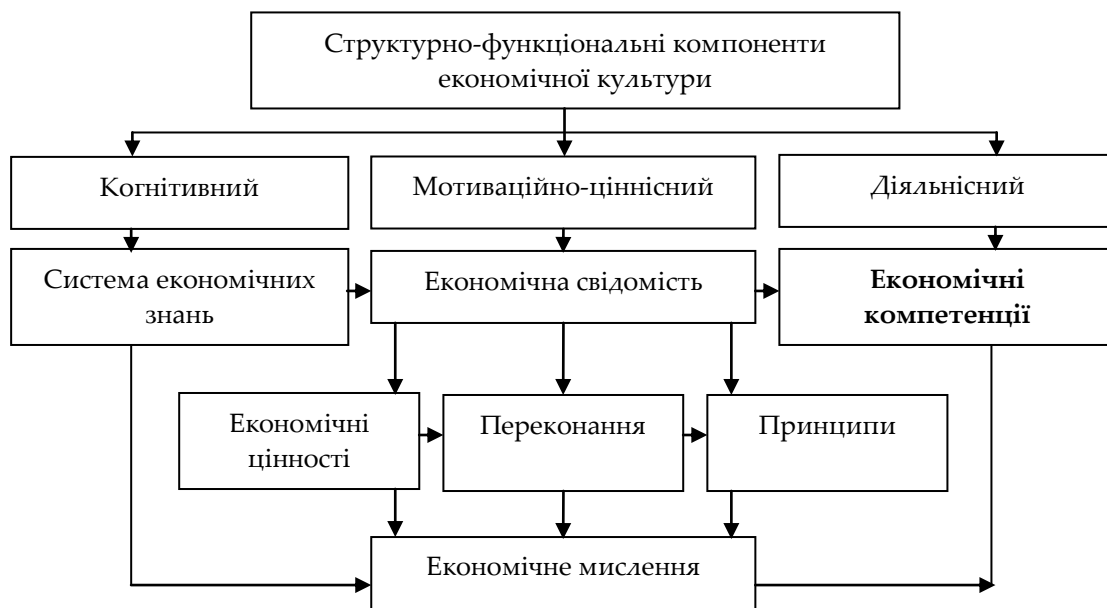 Структурно-функціональні компоненти
економічної культури
Когнітивний
Мотиваційно-ціннісний
Діяльнісний
Система економічних
знань
Економічна свідомість
Економічні
компетенції
Економічні
цінності
Переконання
Принципи
Економічне мислення